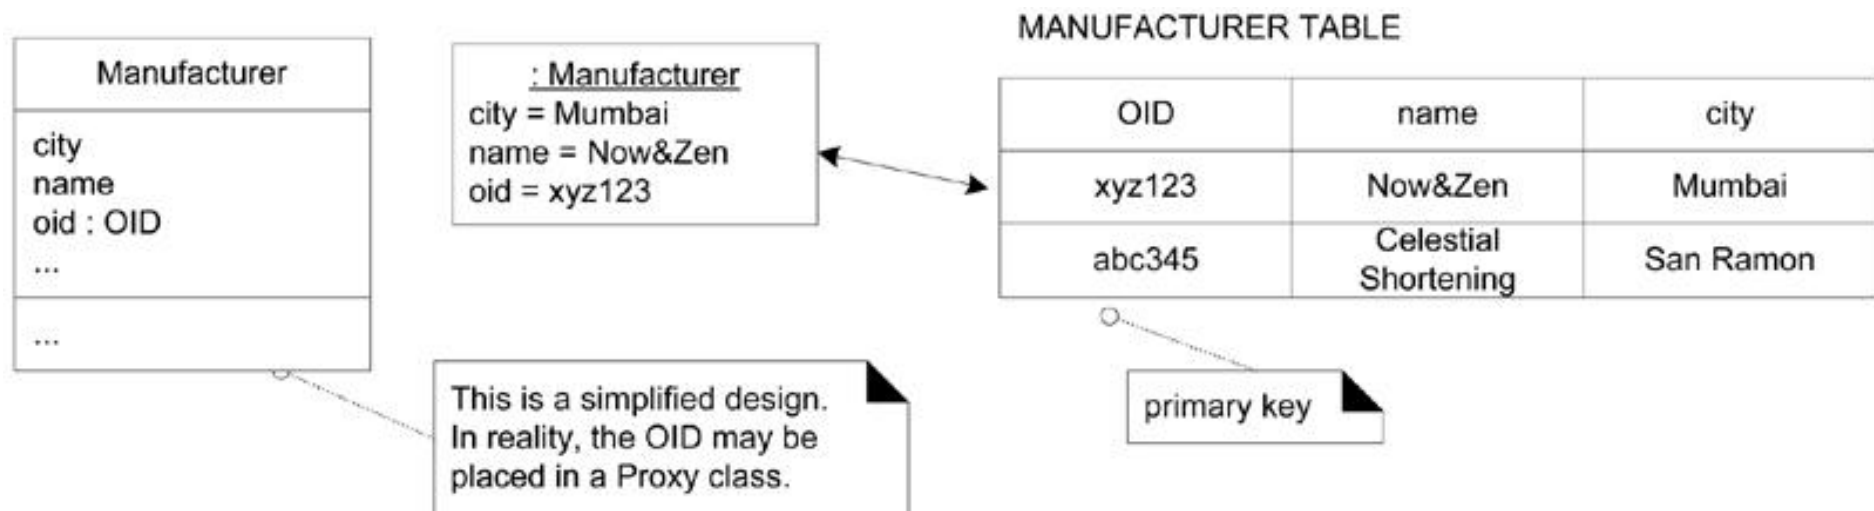 Manufacturer
city
name
oid : OID
...
...
: Manufacturer
city = Mumbai
name = Now&Zen
oid = xyz123
MANUFACTURER TABLE
OID name city
xyz123 Now&Zen Mumbai
abc345 Celestial Shortening San Ramon
This is a simplified design.
In reality, the OID may be
placed in a Proxy class.
primary key